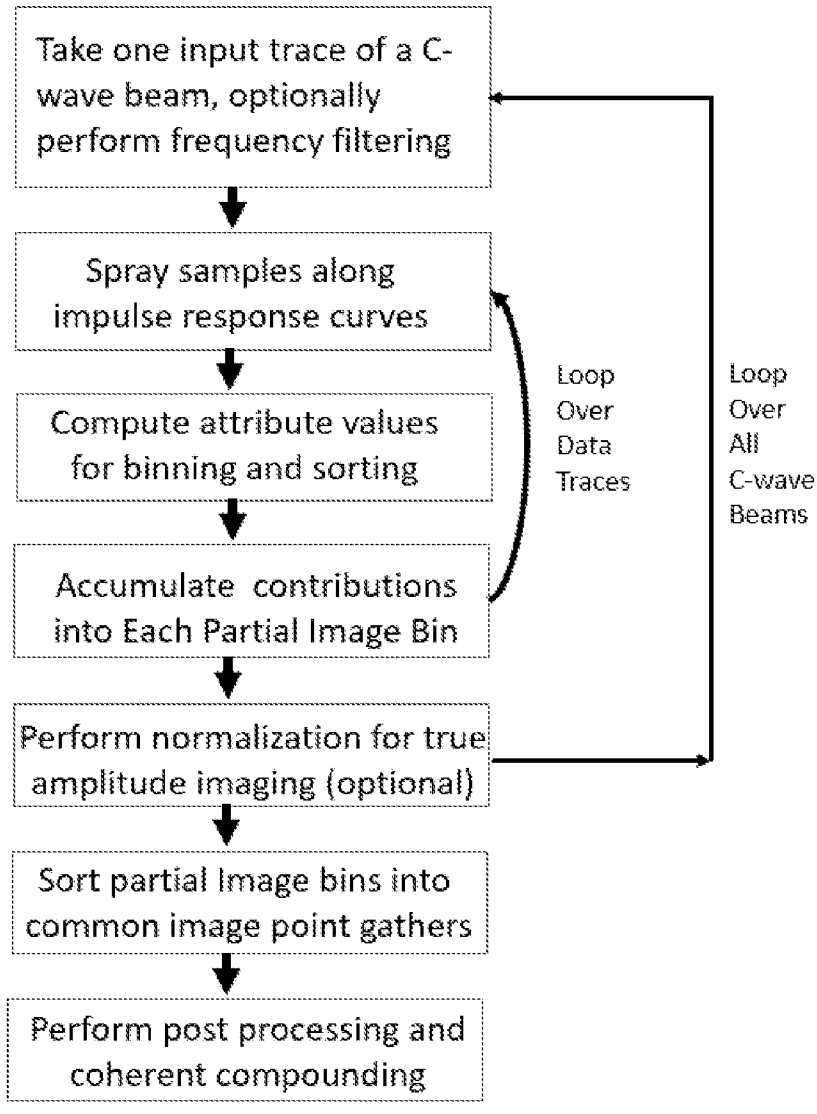 Take one input trace of a C-
wave beam, optionally
perform frequency filtering
Spray samples along
impulse response curves
Compute attribute values
for binning and sorting
Accumulate contributions
into Each Partial Image Bin
Perform normalization for true
amplitude imaging (optional)
Sort partial Image bins into
common image point gathers
Perform post processing and
coherent compounding
Loop
Over
Data
Traces
Loop
Over
All
C-wave
Beams